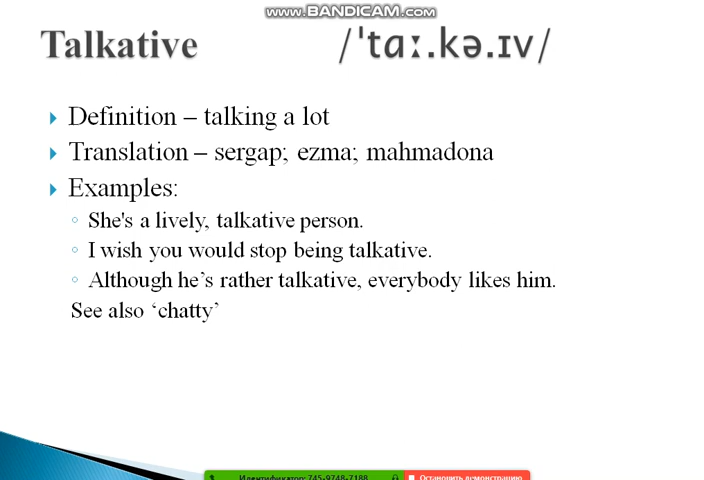 www.BANDICAM.com
Talkative /ˈtɑː.kə.ɪv/
Definition – talking a lot
Translation – sergap; ezma; mahmadona
Examples:
She's a lively, talkative person.
I wish you would stop being talkative.
Although he’s rather talkative, everybody likes him.
See also ‘chatty’
Идентификатор: 745-9748-7188 Остановить демонстрацию